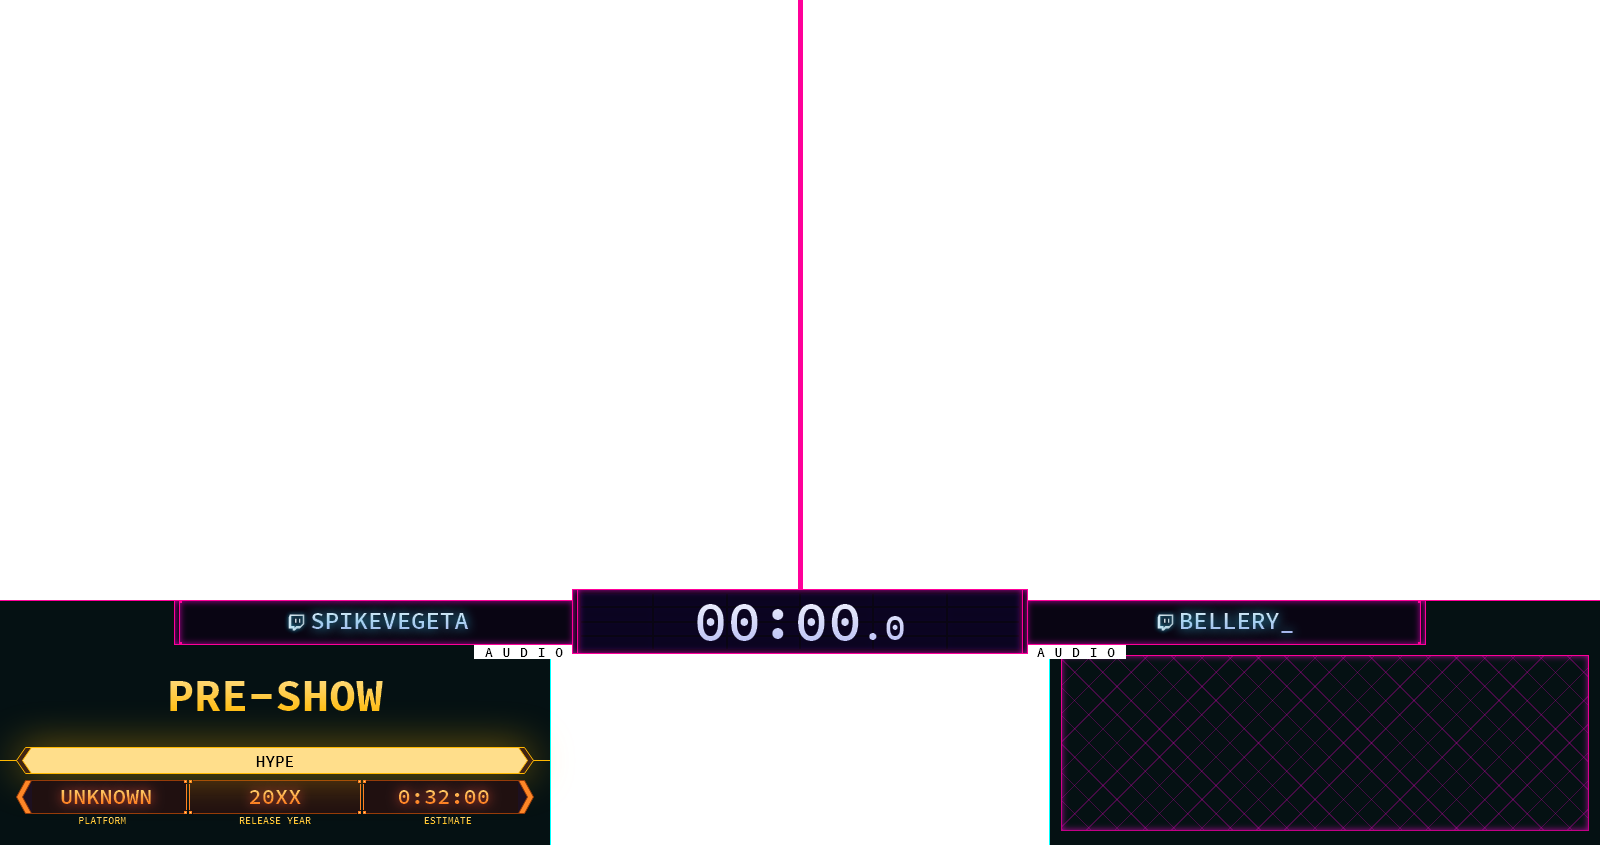 SPIKEVEGETA
00:00.0
BELLERY_
AUDIO
AUDIO
PRE-SHOW
HYPE
UNKNOWN
20XX
0:32:00
PLATFORM
RELEASE YEAR
ESTIMATE